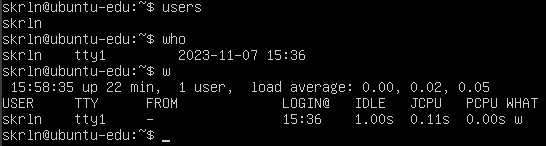 skrln@ubuntu-edu:~$ users
skrln
skrln@ubuntu-edu:~$ who
skrln    tty1         2023-11-07 15:36
skrln@ubuntu-edu:~$ w
 15:58:35 up 22 min,  1 user,  load average: 0.00, 0.02, 0.05
USER     TTY      FROM             LOGIN@   IDLE   JCPU   PCPU WHAT
skrln    tty1     -                15:36    1.00s  0.11s  0.00s w
skrln@ubuntu-edu:~$ _